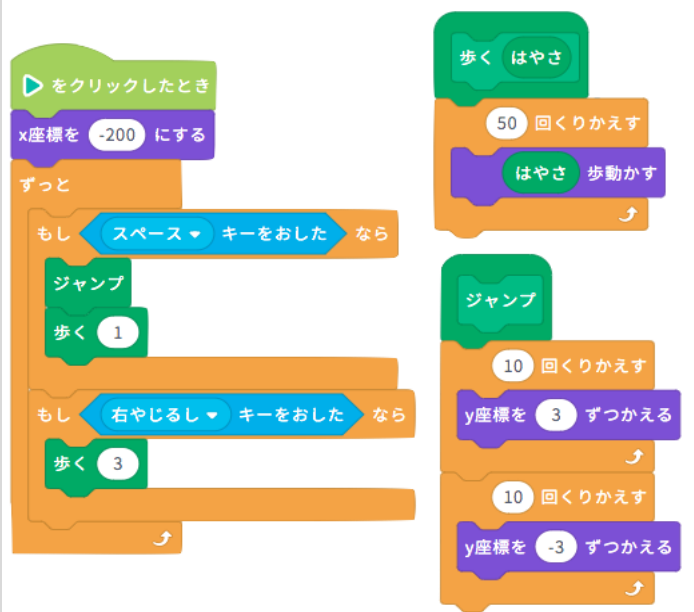 をクリックしたとき
x座標を -200 にする
ずっと
もし スペース キーをおした なら
ジャンプ
歩く 1
もし 右やじるし キーをおした なら
歩く 3
歩く はやさ
50 回くりかえす
はやさ 歩動かす
ジャンプ
10 回くりかえす
y座標を 3 ずつかえる
10 回くりかえす
y座標を -3 ずつかえる